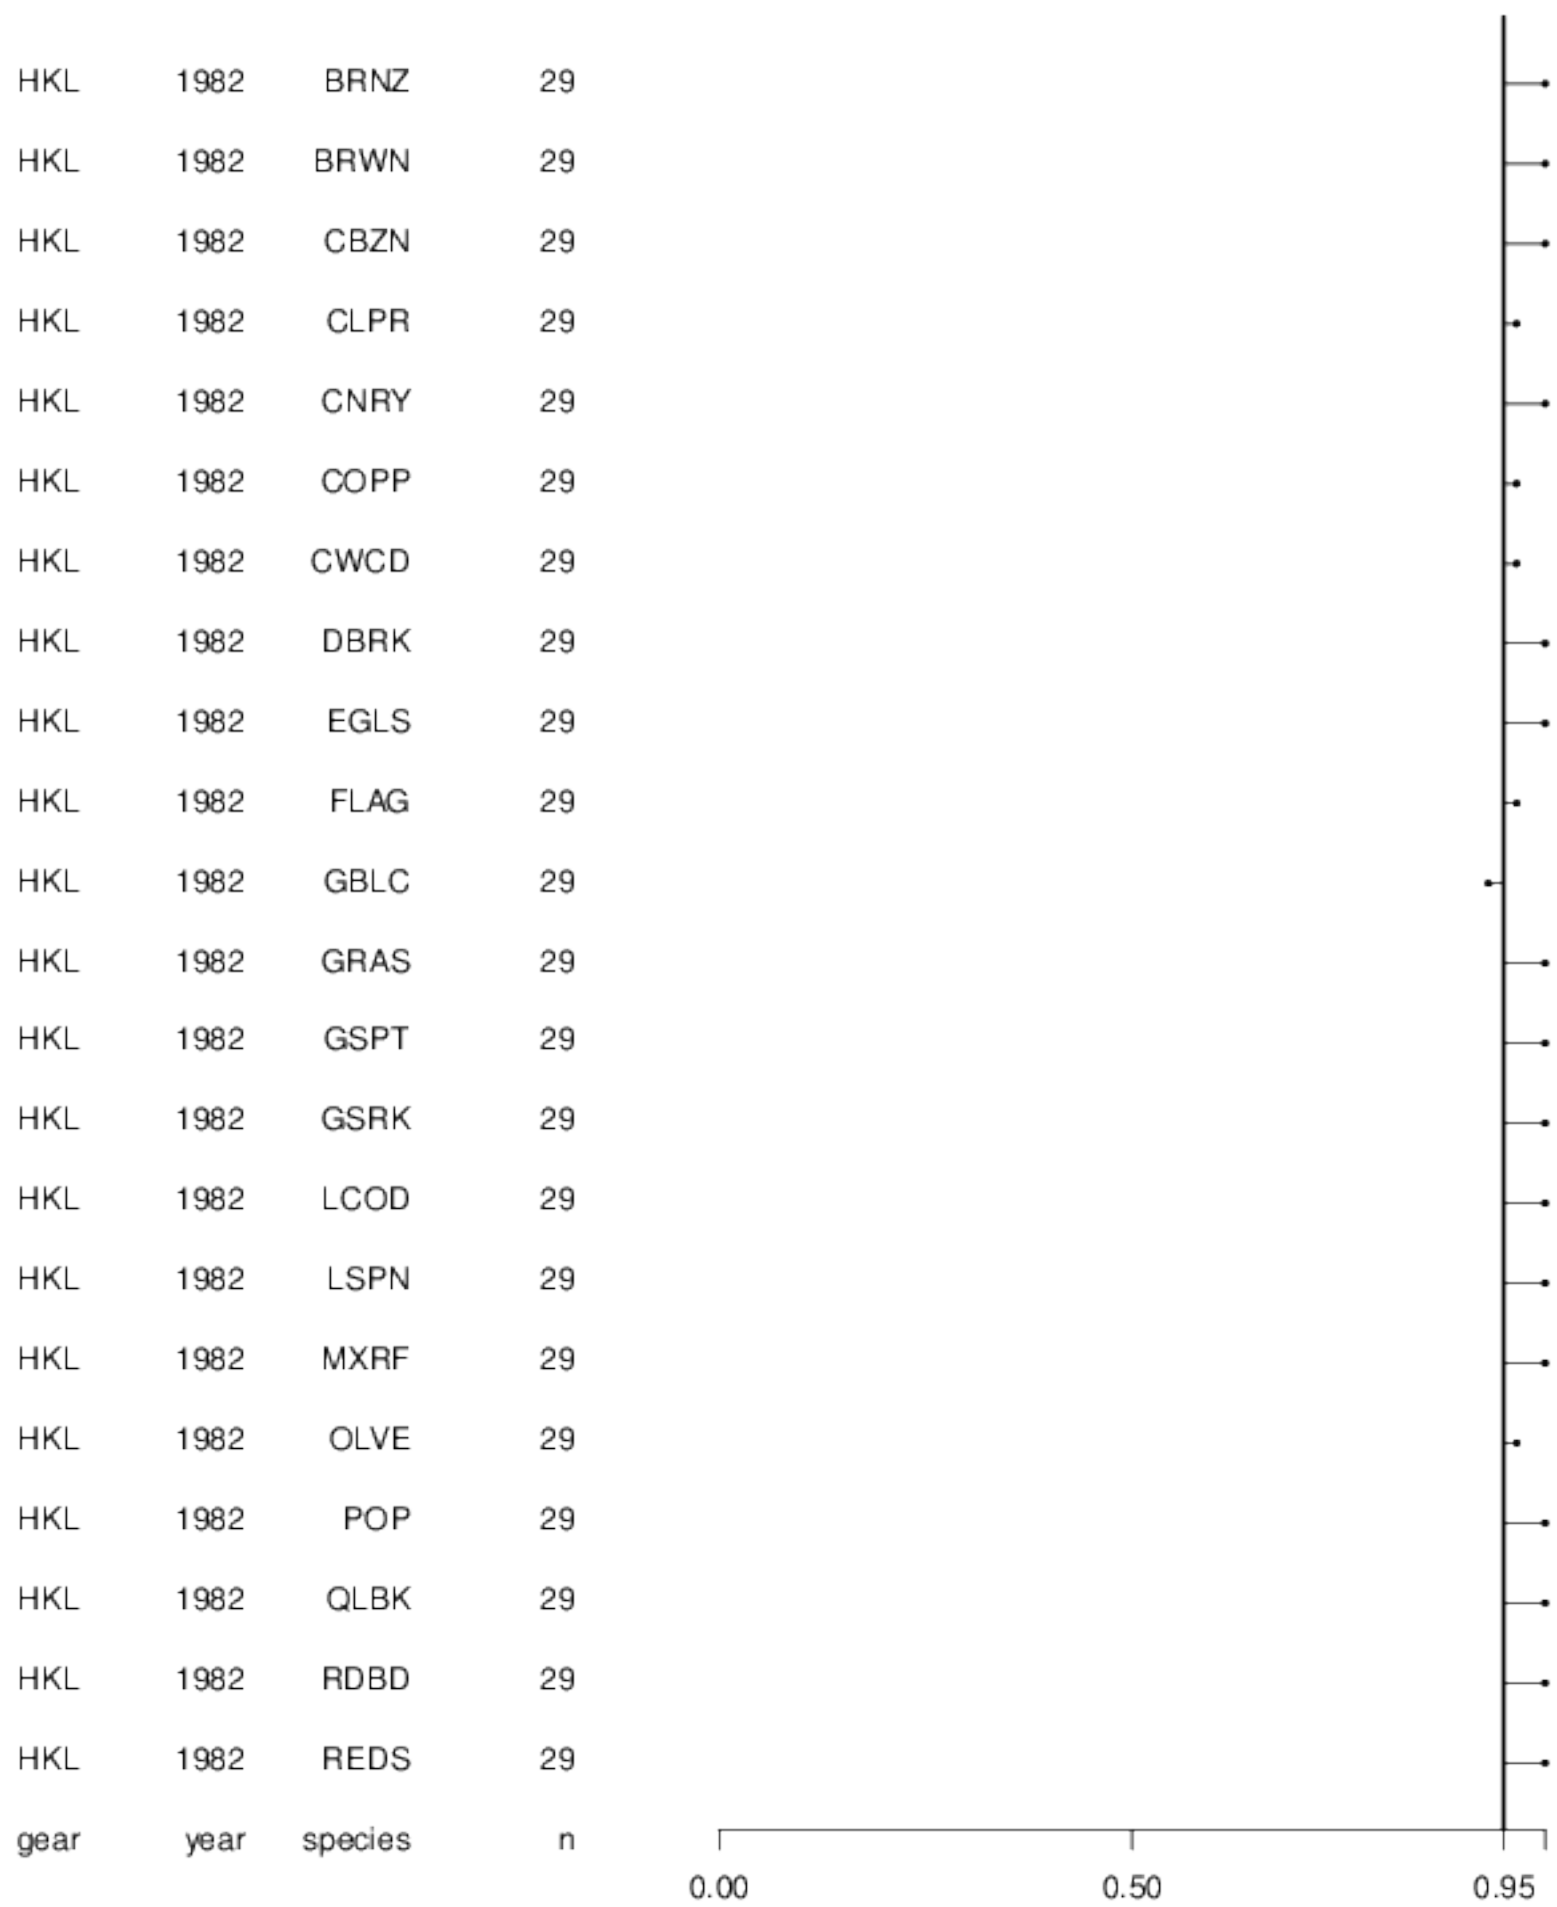 HKL 1982 BRNZ 29
HKL 1982 BRWN 29
HKL 1982 CBZN 29
HKL 1982 CLPR 29
HKL 1982 CNRY 29
HKL 1982 COPP 29
HKL 1982 CWCD 29
HKL 1982 DBRK 29
HKL 1982 EGLS 29
HKL 1982 FLAG 29
HKL 1982 GBLC 29
HKL 1982 GRAS 29
HKL 1982 GSPT 29
HKL 1982 GSRK 29
HKL 1982 LCOD 29
HKL 1982 LSPN 29
HKL 1982 MXRF 29
HKL 1982 OLVE 29
HKL 1982 POP 29
HKL 1982 QLBK 29
HKL 1982 RDBD 29
HKL 1982 REDS 29
gear year species n
0.00 0.50 0.95